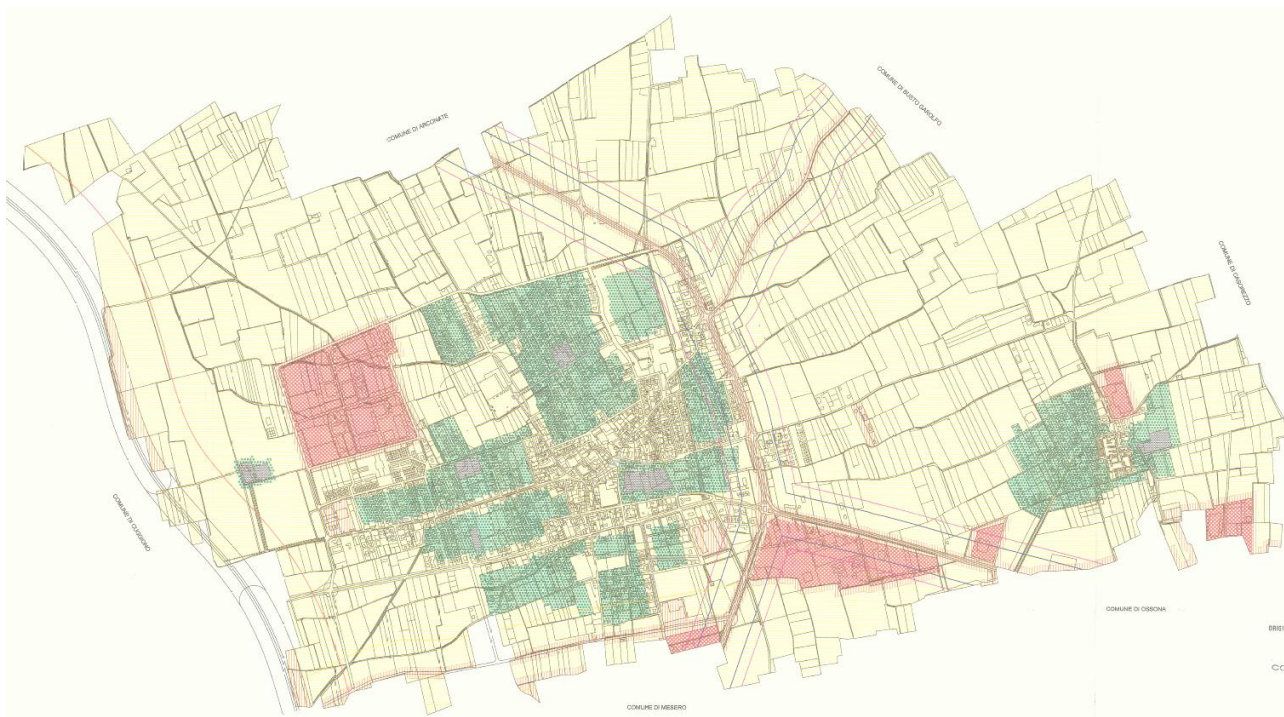 COMUNE DI BUSTO GAROLFO
COMUNE DI ARCONATE
COMUNE DI CASOREZZO
COMUNE DI CUGGIONO
COMUNE DI OSSONA
COMUNE DI MESERO